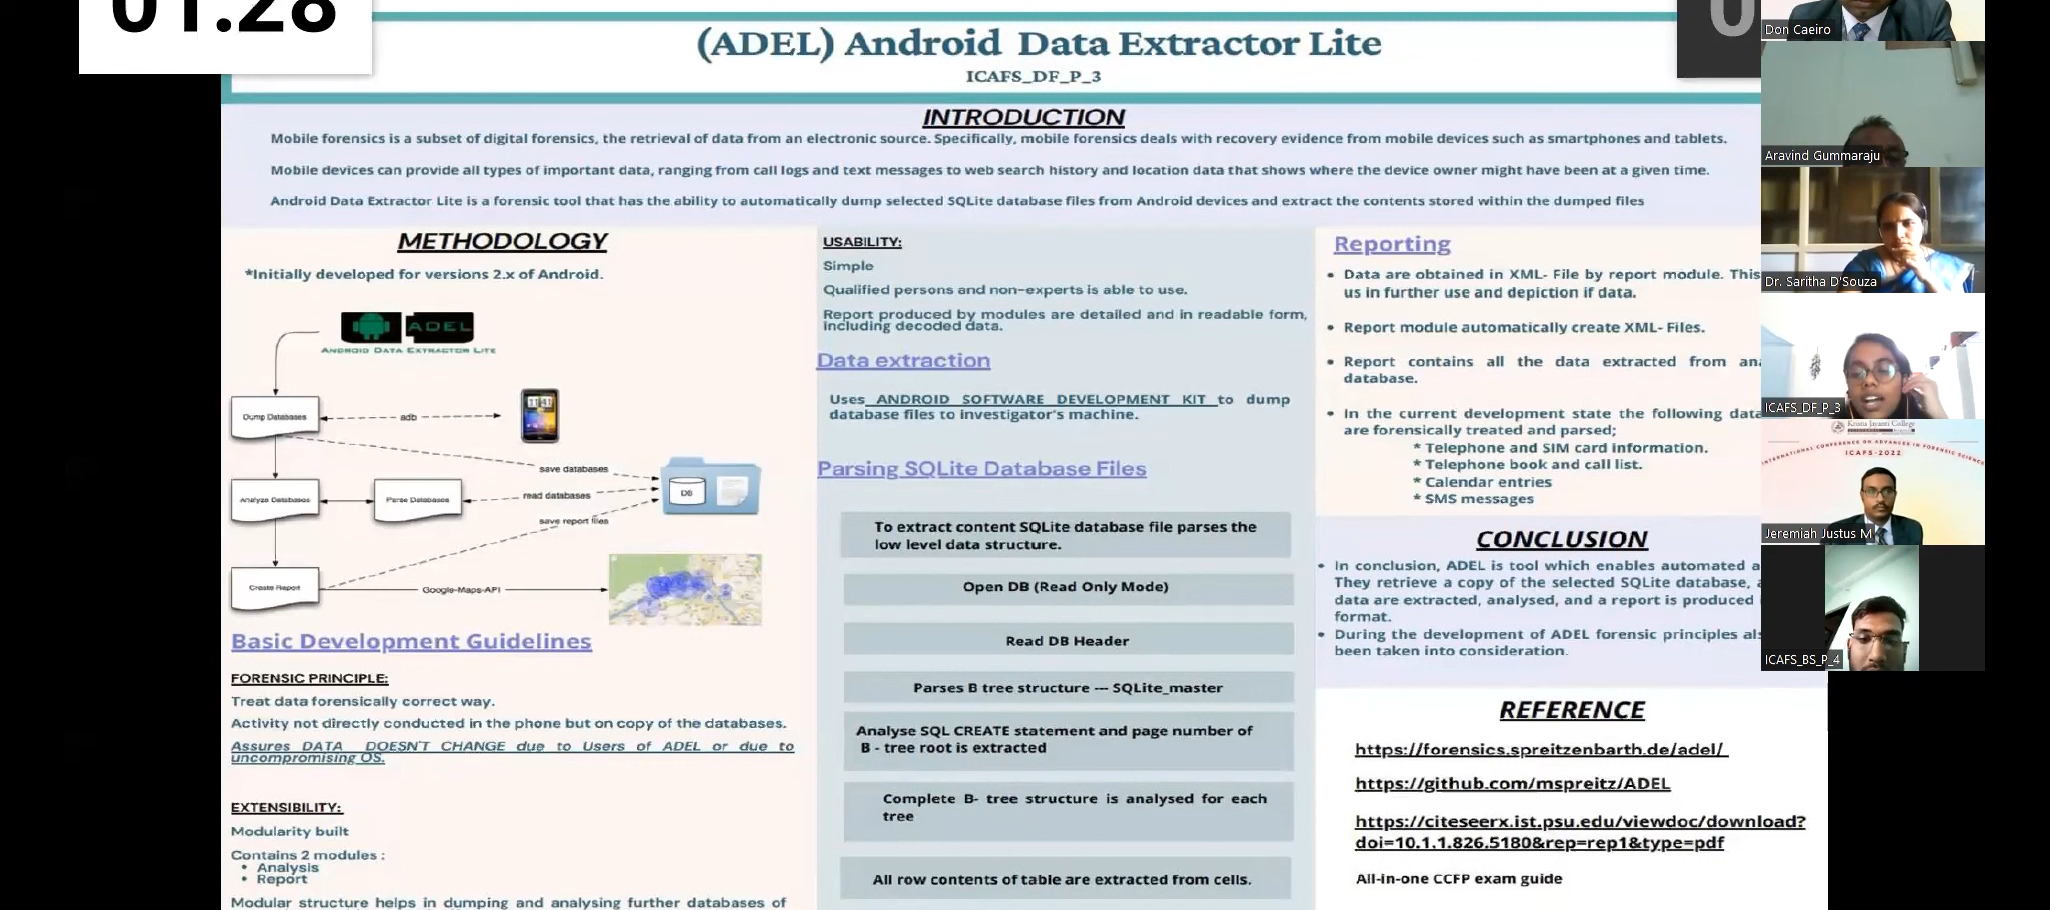 01:28
(ADEL) Android Data Extractor Lite
ICAFS_DF_P_3
INTRODUCTION
Mobile forensics is a subset of digital forensics, the retrieval of data from an electronic source. Specifically, mobile forensics deals with recovery evidence from mobile devices such as smartphones and tablets.
Mobile devices can provide all types of important data, ranging from call logs and text messages to web search history and location data that shows where the device owner might have been at a given time.
Android Data Extractor Lite is a forensic tool that has the ability to automatically dump selected SQLite database files from Android devices and extract the contents stored within the dumped files
METHODOLOGY
*Initially developed for versions 2.x of Android.
ADEL
ANDROID DATA EXTRACTOR LITE
Dump Databases
adb
save databases
Analyze Databases
Parse Databases
read databases
DB
save report files
Create Report
Google-Maps-API
Basic Development Guidelines
FORENSIC PRINCIPLE:
Treat data forensically correct way.
Activity not directly conducted in the phone but on copy of the databases.
Assures DATA DOESN'T CHANGE due to Users of ADEL or due to
uncompromising OS.
EXTENSIBILITY:
Modularity built
Contains 2 modules :
• Analysis
• Report
Modular structure helps in dumping and analysing further databases of
USABILITY:
Simple
Qualified persons and non-experts is able to use.
Report produced by modules are detailed and in readable form,
including decoded data.
Data extraction
Uses ANDROID SOFTWARE DEVELOPMENT KIT to dump
database files to investigator's machine.
Parsing SQLite Database Files
To extract content SQLite database file parses the
low level data structure.
Open DB (Read Only Mode)
Read DB Header
Parses B tree structure --- SQLite_master
Analyse SQL CREATE statement and page number of
B - tree root is extracted
Complete B- tree structure is analysed for each
tree
All row contents of table are extracted from cells.
Reporting
• Data are obtained in XML- File by report module. This
us in further use and depiction if data.
• Report module automatically create XML- Files.
• Report contains all the data extracted from
database.
• In the current development state the following data
are forensically treated and parsed;
* Telephone and SIM card information.
* Telephone book and call list.
* Calendar entries
* SMS messages
CONCLUSION
• In conclusion, ADEL is tool which enables automated
They retrieve a copy of the selected SQLite database,
data are extracted, analysed, and a report is produced
format.
• During the development of ADEL forensic principles
been taken into consideration.
REFERENCE
https://forensics.spreitzenbarth.de/adel/
https://github.com/mspreitz/ADEL
https://citeseerx.ist.psu.edu/viewdoc/download?
doi=10.1.1.826.5180&rep=rep1&type=pdf
All-in-one CCFP exam guide
Don Caeiro
Aravind Gummaraju
Dr. Saritha D'Souza
ICAFS_DF_P_3
Kristu Jayanti College
INTERNATIONAL CONFERENCE ON ADVANCES IN FORENSIC SCIENCE
ICAFS-2022
Jeremiah Justus M
ICAFS_BS_P_4